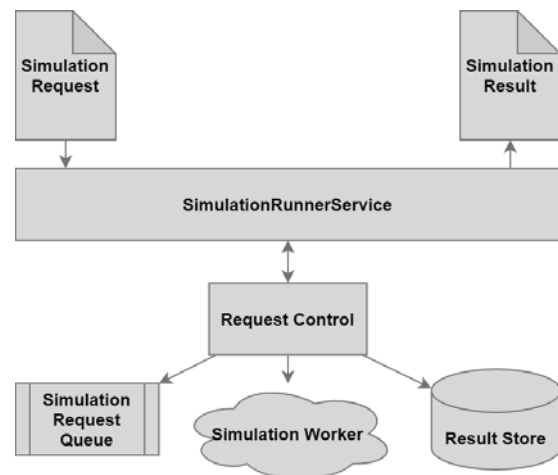 Simulation
Request
Simulation
Result
SimulationRunnerService
Request Control
Simulation
Request
Queue
Simulation Worker
Result Store